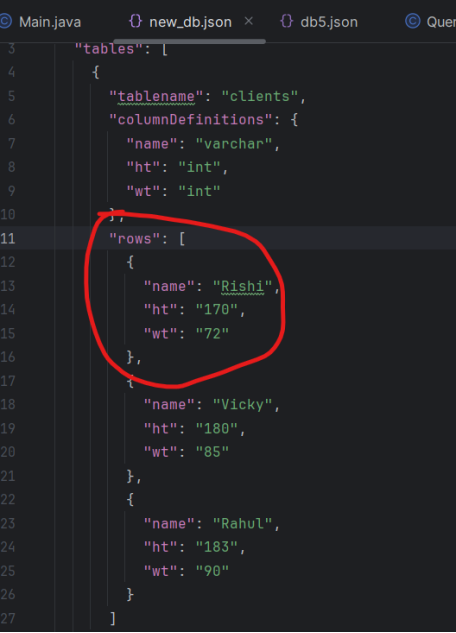 Main.java {} new_db.json × {} db5.json Quer
3 "tables": [
4 {
5 "tablename": "clients",
6 "columnDefinitions": {
7 "name": "varchar",
8 "ht": "int",
9 "wt": "int"
10 },
11 "rows": [
12 {
13 "name": "Rishi",
14 "ht": "170",
15 "wt": "72"
16 },
17 {
18 "name": "Vicky",
19 "ht": "180",
20 "wt": "85"
21 },
22 {
23 "name": "Rahul",
24 "ht": "183",
25 "wt": "90"
26 }
27 ]